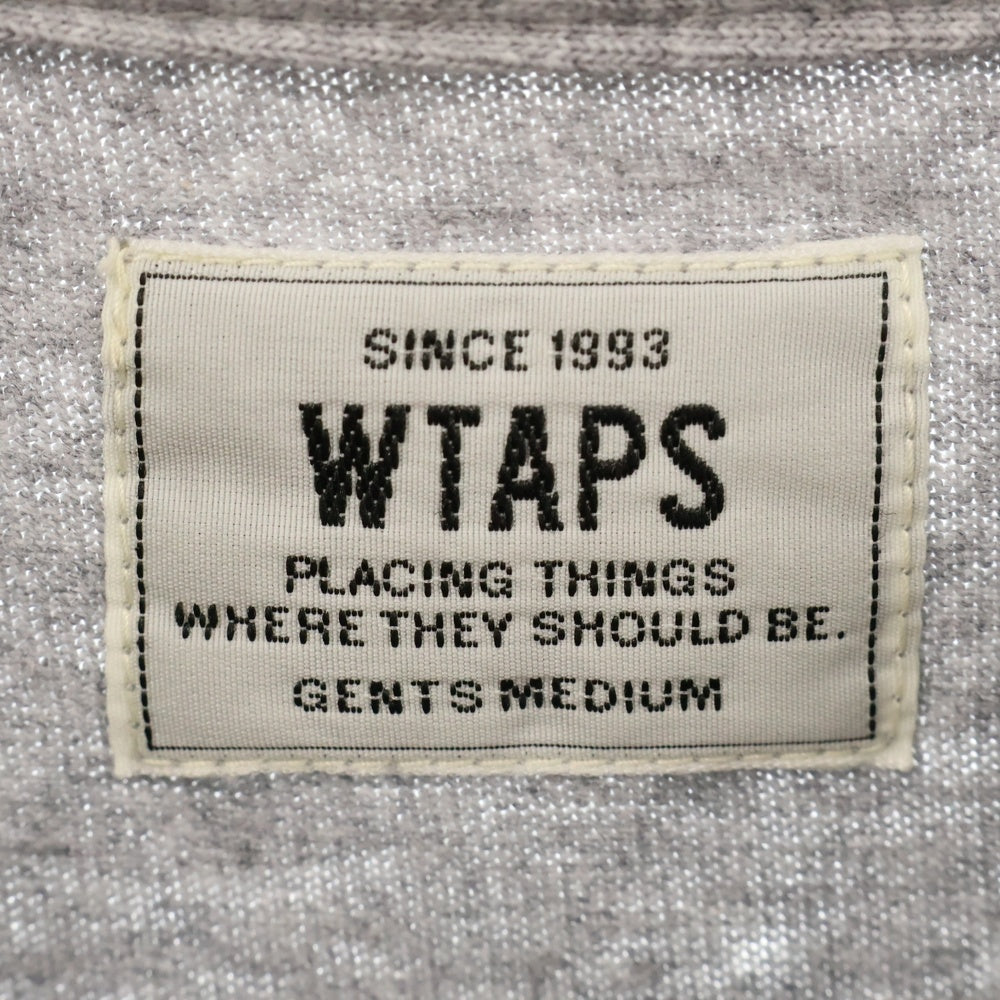 SINCE 1993
WTAPS
PLACING THINGS
WHERE THEY SHOULD BE.
GENTS MEDIUM